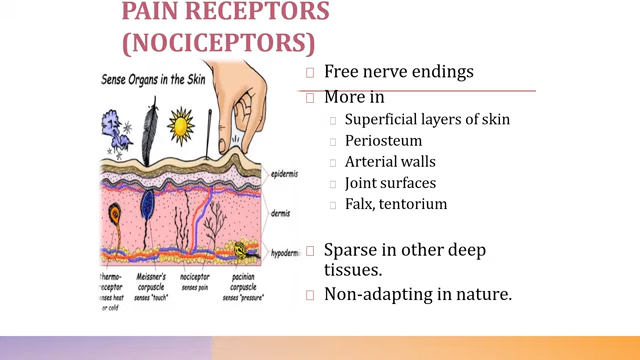 PAIN RECEPTORS
(NOCICEPTORS)
Sense Organs in the Skin
epidermis
dermis
hypodermis
thermo-
receptor
senses heat
or cold
Meissner's
corpuscle
senses "touch"
nociceptor
senses pain
pacinian
corpuscle
senses "pressure"
Free nerve endings
More in
Superficial layers of skin
Periosteum
Arterial walls
Joint surfaces
Falx, tentorium
Sparse in other deep
tissues.
Non-adapting in nature.